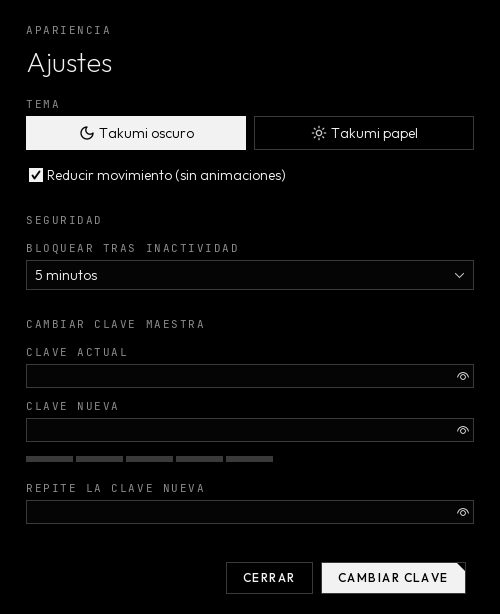 APARIENCIA
Ajustes
TEMA
Takumi oscuro
Takumi papel
Reducir movimiento (sin animaciones)
SEGURIDAD
BLOQUEAR TRAS INACTIVIDAD
5 minutos
CAMBIAR CLAVE MAESTRA
CLAVE ACTUAL
CLAVE NUEVA
REPITE LA CLAVE NUEVA
CERRAR
CAMBIAR CLAVE